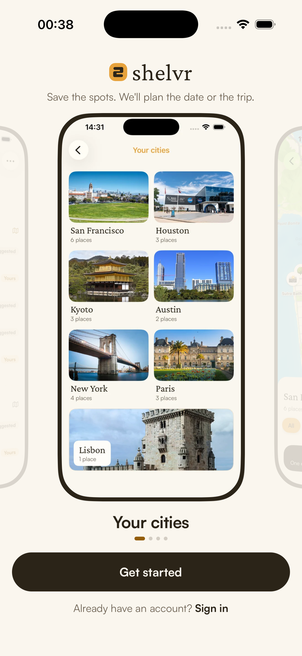 00:38
shelvr
Save the spots. We'll plan the date or the trip.
14:31
Your cities
San Francisco
6 places
Houston
3 places
Kyoto
3 places
Austin
2 places
New York
4 places
Paris
3 places
Lisbon
1 place
Your cities
Get started
Already have an account? Sign in